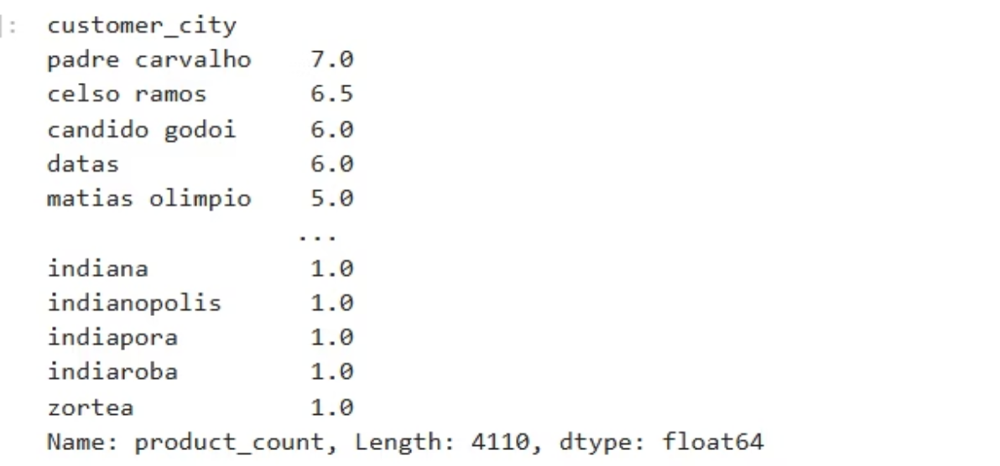 ]: customer_city
padre carvalho 7.0
celso ramos 6.5
candido godoi 6.0
datas 6.0
matias olimpio 5.0
...
indiana 1.0
indianopolis 1.0
indiapora 1.0
indiaroba 1.0
zortea 1.0
Name: product_count, Length: 4110, dtype: float64